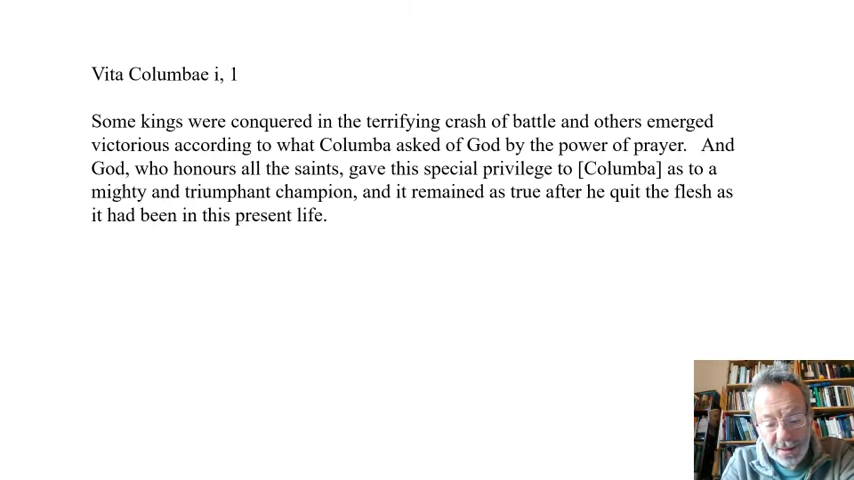 Vita Columbae i, 1
Some kings were conquered in the terrifying crash of battle and others emerged
victorious according to what Columba asked of God by the power of prayer. And
God, who honours all the saints, gave this special privilege to [Columba] as to a
mighty and triumphant champion, and it remained as true after he quit the flesh as
it had been in this present life.